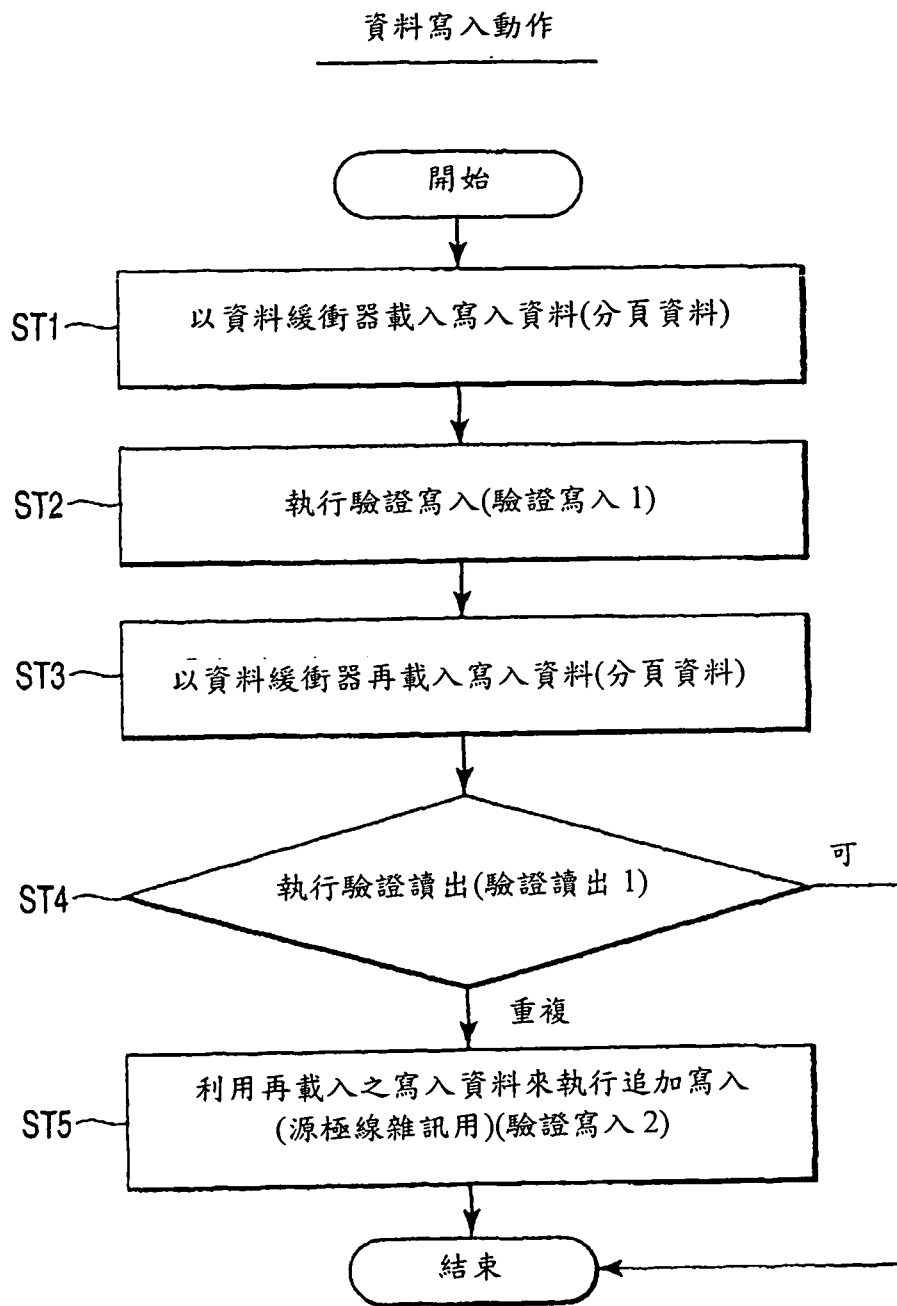 資料寫入動作
開始
ST1
以資料緩衝器載入寫入資料(分頁資料)
ST2
執行驗證寫入(驗證寫入 1)
ST3
以資料緩衝器再載入寫入資料(分頁資料)
ST4
執行驗證讀出(驗證讀出 1)
可
重複
ST5
利用再載入之寫入資料來執行追加寫入
(源極線雜訊用)(驗證寫入 2)
結束